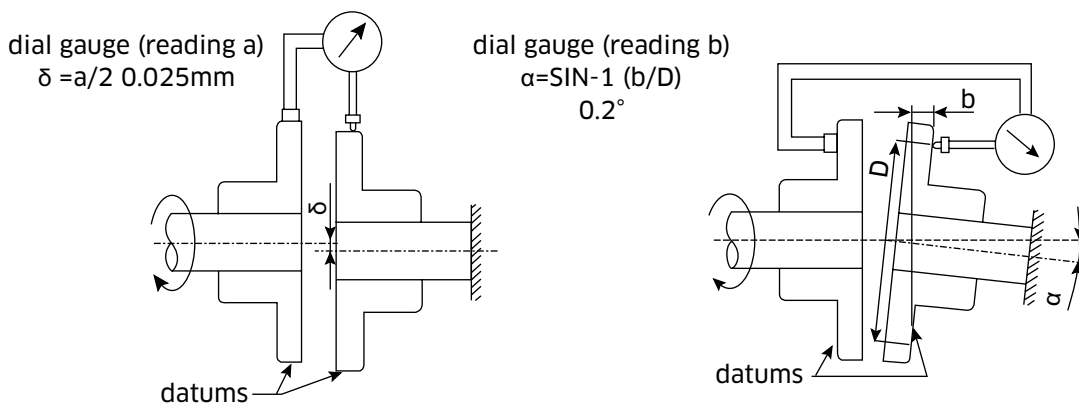 dial gauge (reading a)
δ =a/2 0.025mm
δ
datums
dial gauge (reading b)
α=SIN-1 (b/D)
0.2°
b
D
α
datums